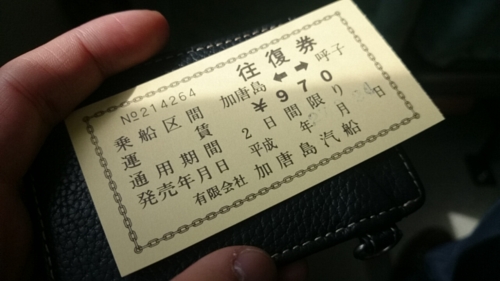 往復券
№214264
乗船区間 加唐島⬌呼子
運賃 ¥970
通用期間 2日間限り
発売年月日 平成 年 月 日
有限会社 加唐島汽船